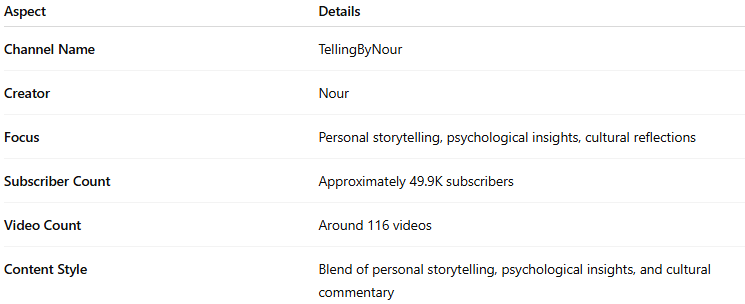 Aspect Details
Channel Name TellingByNour
Creator Nour
Focus Personal storytelling, psychological insights, cultural reflections
Subscriber Count Approximately 49.9K subscribers
Video Count Around 116 videos
Content Style Blend of personal storytelling, psychological insights, and cultural
commentary